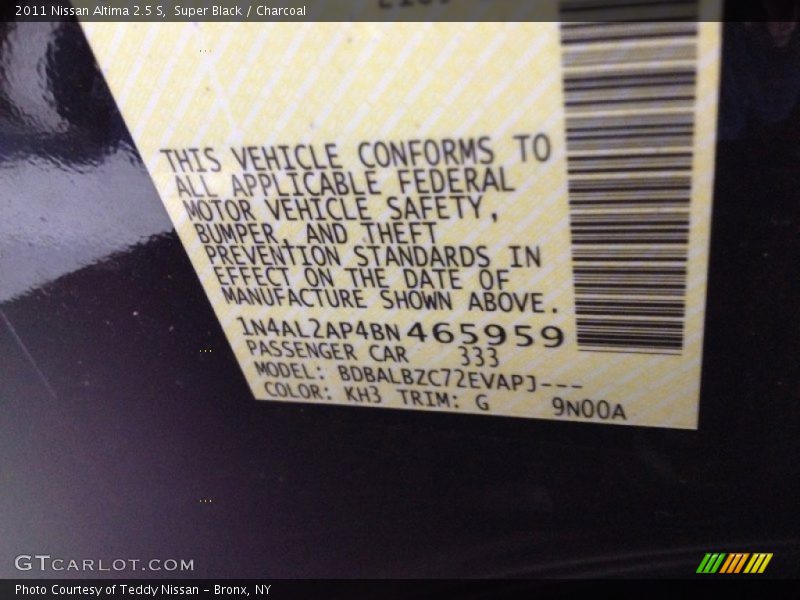 2011 Nissan Altima 2.5 S, Super Black / Charcoal
THIS VEHICLE CONFORMS TO
ALL APPLICABLE FEDERAL
MOTOR VEHICLE SAFETY,
BUMPER, AND THEFT
PREVENTION STANDARDS IN
EFFECT ON THE DATE OF
MANUFACTURE SHOWN ABOVE.
1N4AL2AP4BN465959
PASSENGER CAR 333
MODEL: BDBALBZC72EVAPJ---
COLOR: KH3 TRIM: G 9N00A
GTCARLOT.COM
Photo Courtesy of Teddy Nissan - Bronx, NY